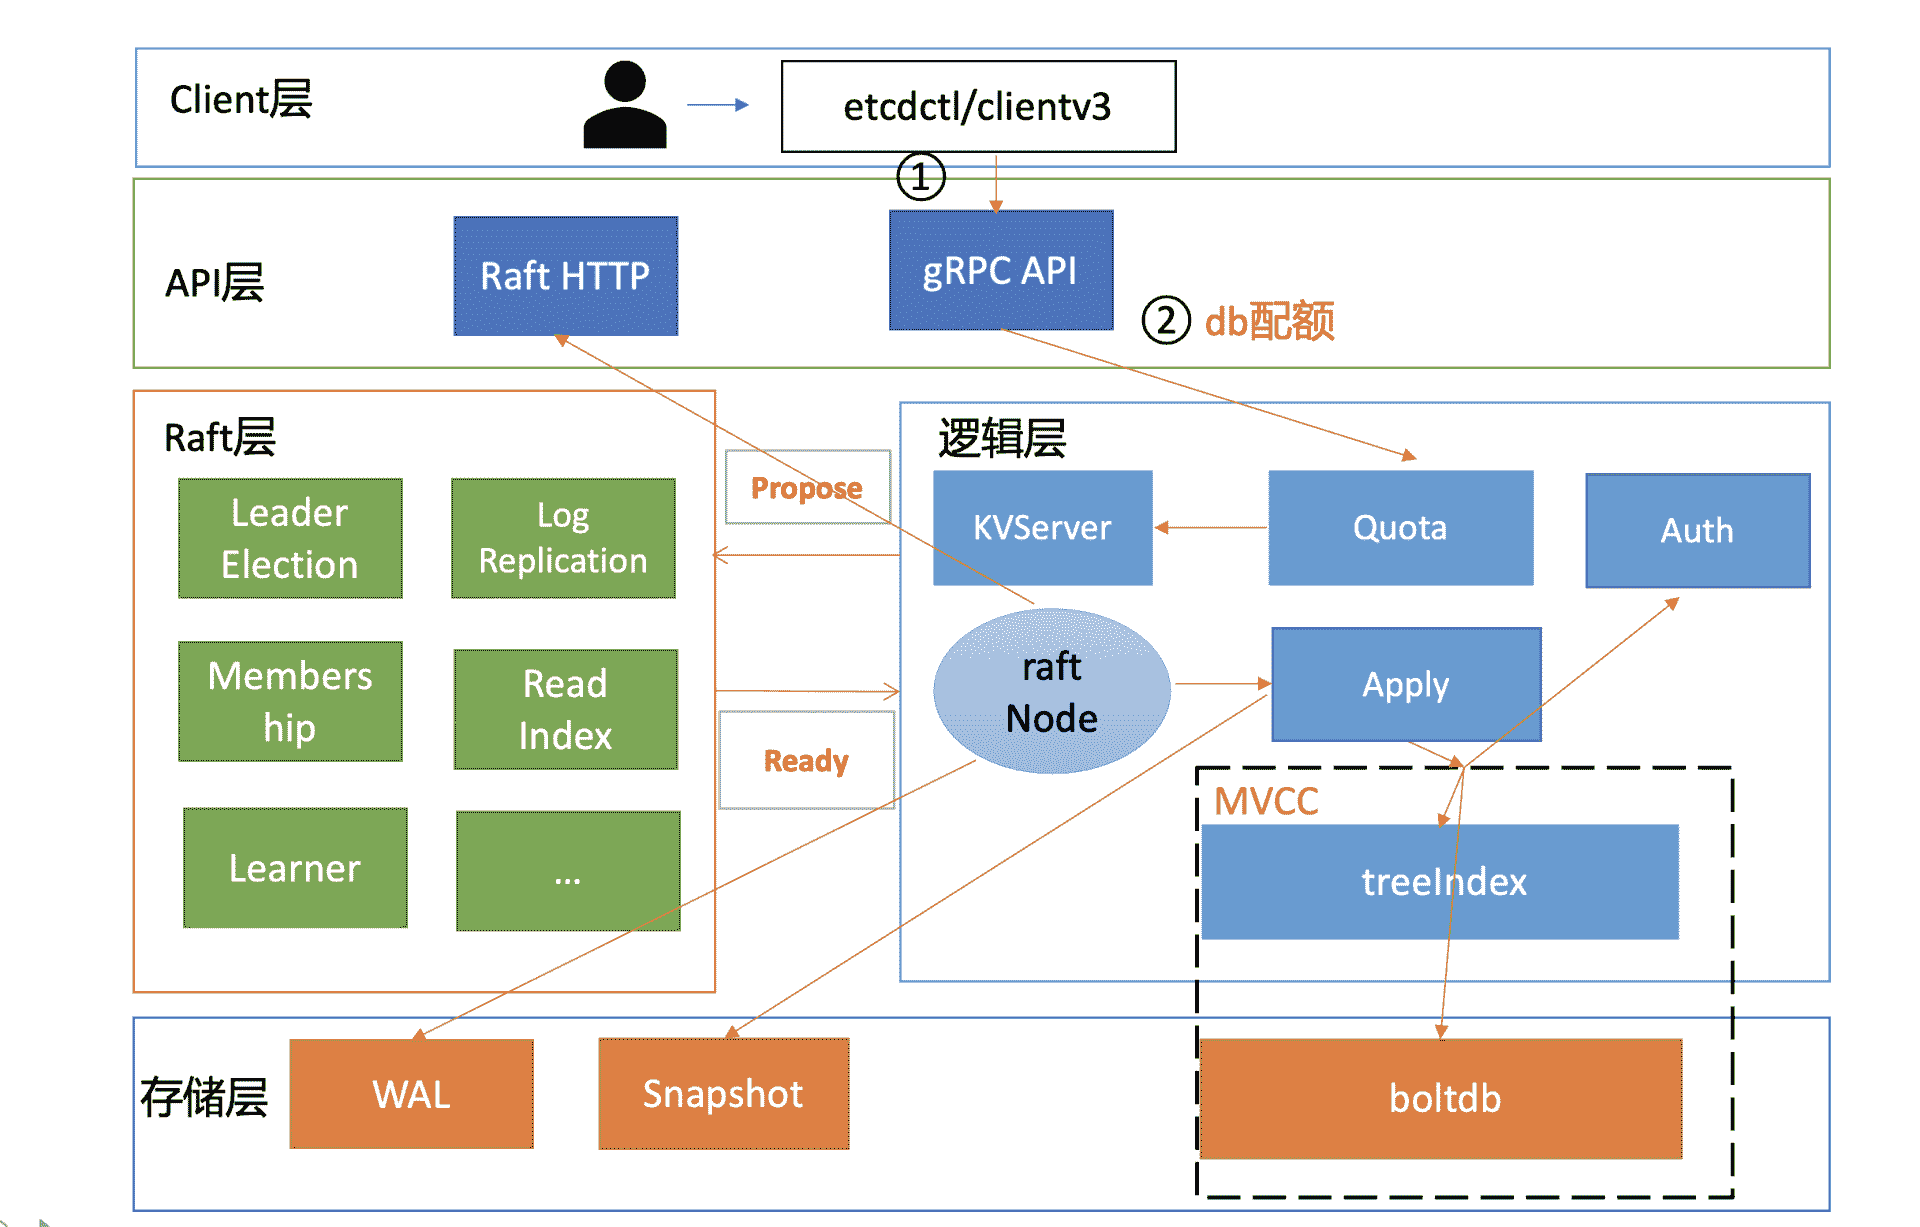 Client层
etcdctl/clientv3
①
API层
Raft HTTP
gRPC API
② db配额
Raft层
Leader
Election
Log
Replication
Members
hip
Read
Index
Learner
...
Propose
Ready
逻辑层
KVServer
Quota
Auth
raft
Node
Apply
MVCC
treeIndex
存储层
WAL
Snapshot
boltdb